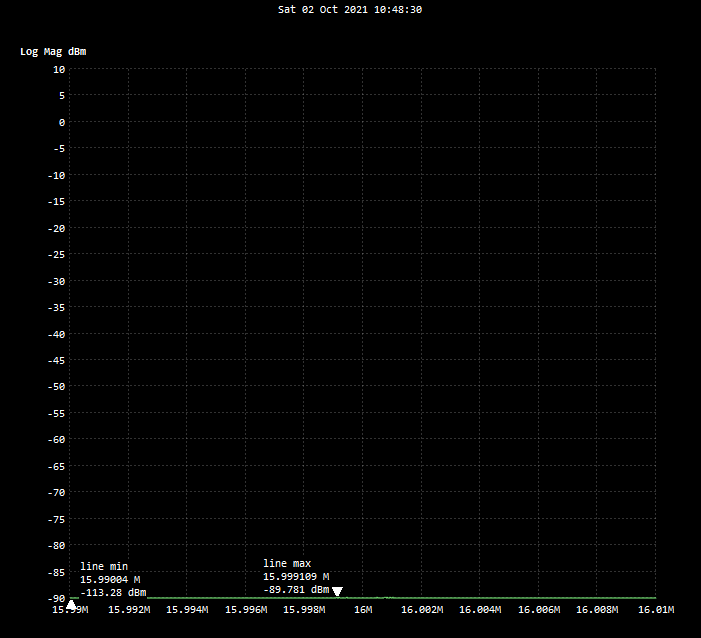 Sat 02 Oct 2021 10:48:30
Log Mag dBm
10
5
0
-5
-10
-15
-20
-25
-30
-35
-40
-45
-50
-55
-60
-65
-70
-75
-80
-85
-90
line min
15.99004 M
-113.28 dBm
line max
15.999109 M
-89.781 dBm
15.99M 15.992M 15.994M 15.996M 15.998M 16M 16.002M 16.004M 16.006M 16.008M 16.01M